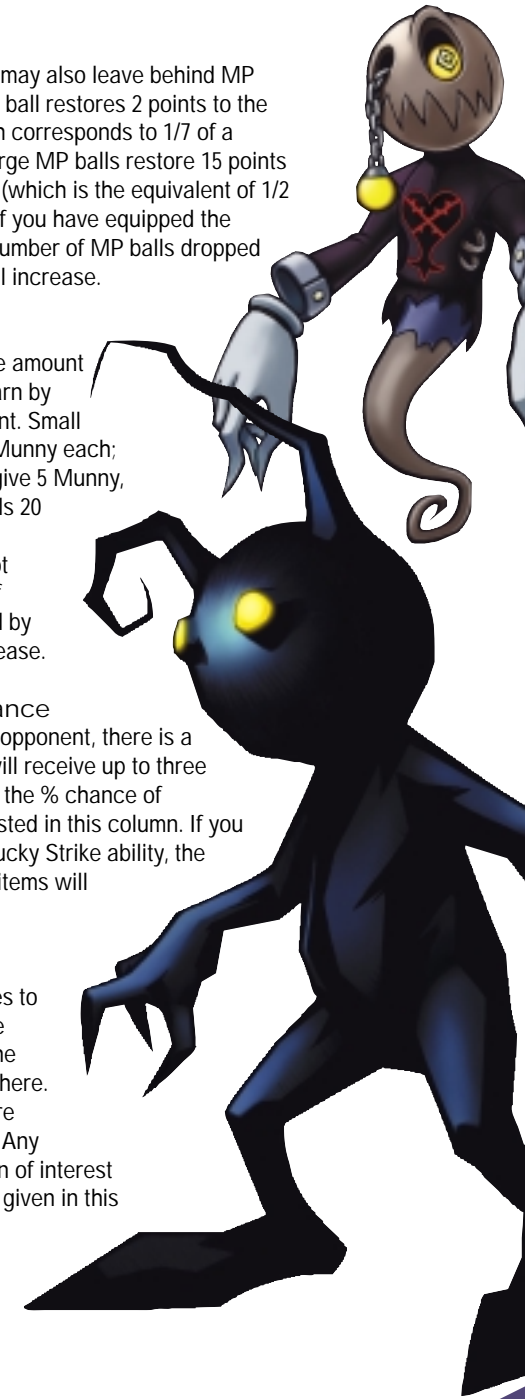 may also leave behind MP
ball restores 2 points to the
corresponds to 1/7 of a
rge MP balls restore 15 points
(which is the equivalent of 1/2
f you have equipped the
umber of MP balls dropped
l increase.
e amount
rn by
nt. Small
Munny each;
give 5 Munny,
ls 20
ot
by
ease.
ance
opponent, there is a
will receive up to three
the % chance of
sted in this column. If you
ucky Strike ability, the
items will
es to
e
ne
here.
re
Any
n of interest
given in this